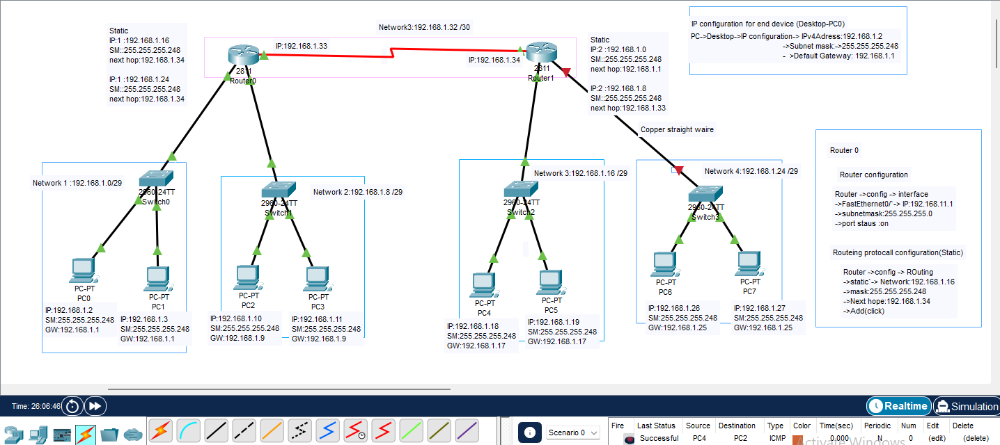 Network3:192.168.1.32 /30
Static
IP:1 :192.168.1.16
SM::255.255.255.248
next hop:192.168.1.34
IP:1 :192.168.1.24
SM::255.255.255.248
next hop:192.168.1.34
IP:192.168.1.33
2811
Router0
IP:192.168.1.34
2811
Router1
Static
IP:2 :192.168.1.0
SM::255.255.255.248
next hop:192.168.1.1
IP:2 :192.168.1.8
SM::255.255.255.248
next hop:192.168.1.33
IP configuration for end device (Desktop-PC0)
PC->Desktop->IP configuration-> IPv4Adress:192.168.1.2
->Subnet mask:->255.255.255.248
- >Default Gateway: 192.168.1.1
Copper straight waire
Network 1 :192.168.1.0/29
2960-24TT
Switch0
Network 2:192.168.1.8 /29
2960-24TT
Switch1
Network 3:192.168.1.16 /29
2960-24TT
Switch2
Network 4:192.168.1.24 /29
2960-24TT
Switch3
PC-PT
PC0
IP:192.168.1.2
SM:255.255.255.248
GW:192.168.1.1
PC-PT
PC1
IP:192.168.1.3
SM:255.255.255.248
GW:192.168.1.1
PC-PT
PC2
IP:192.168.1.10
SM:255.255.255.248
GW:192.168.1.9
PC-PT
PC3
IP:192.168.1.11
SM:255.255.255.248
GW:192.168.1.9
PC-PT
PC4
IP:192.168.1.18
SM:255.255.255.248
GW:192.168.1.17
PC-PT
PC5
IP:192.168.1.19
SM:255.255.255.248
GW:192.168.1.17
PC-PT
PC6
IP:192.168.1.26
SM:255.255.255.248
GW:192.168.1.25
PC-PT
PC7
IP:192.168.1.27
SM:255.255.255.248
GW:192.168.1.25
Router 0
Router configuration
Router ->config -> interface
->FastEthernet0/`-> IP:192.168.11.1
->subnetmask:255.255.255.0
->port staus :on
Routeing protocall configuration(Static)
Router ->config -> ROuting
->static`-> Network:192.168.1.16
->mask:255.255.255.248
->Next hope:192.168.1.34
->Add(click)
Time: 26:06:46
Realtime
Simulation
Scenario 0
Fire Last Status Source Destination Type Color Time(sec) Periodic Num Edit Delete
Successful PC4 PC2 ICMP 0.000 N 0 (edit) (delete)
Activate Windows